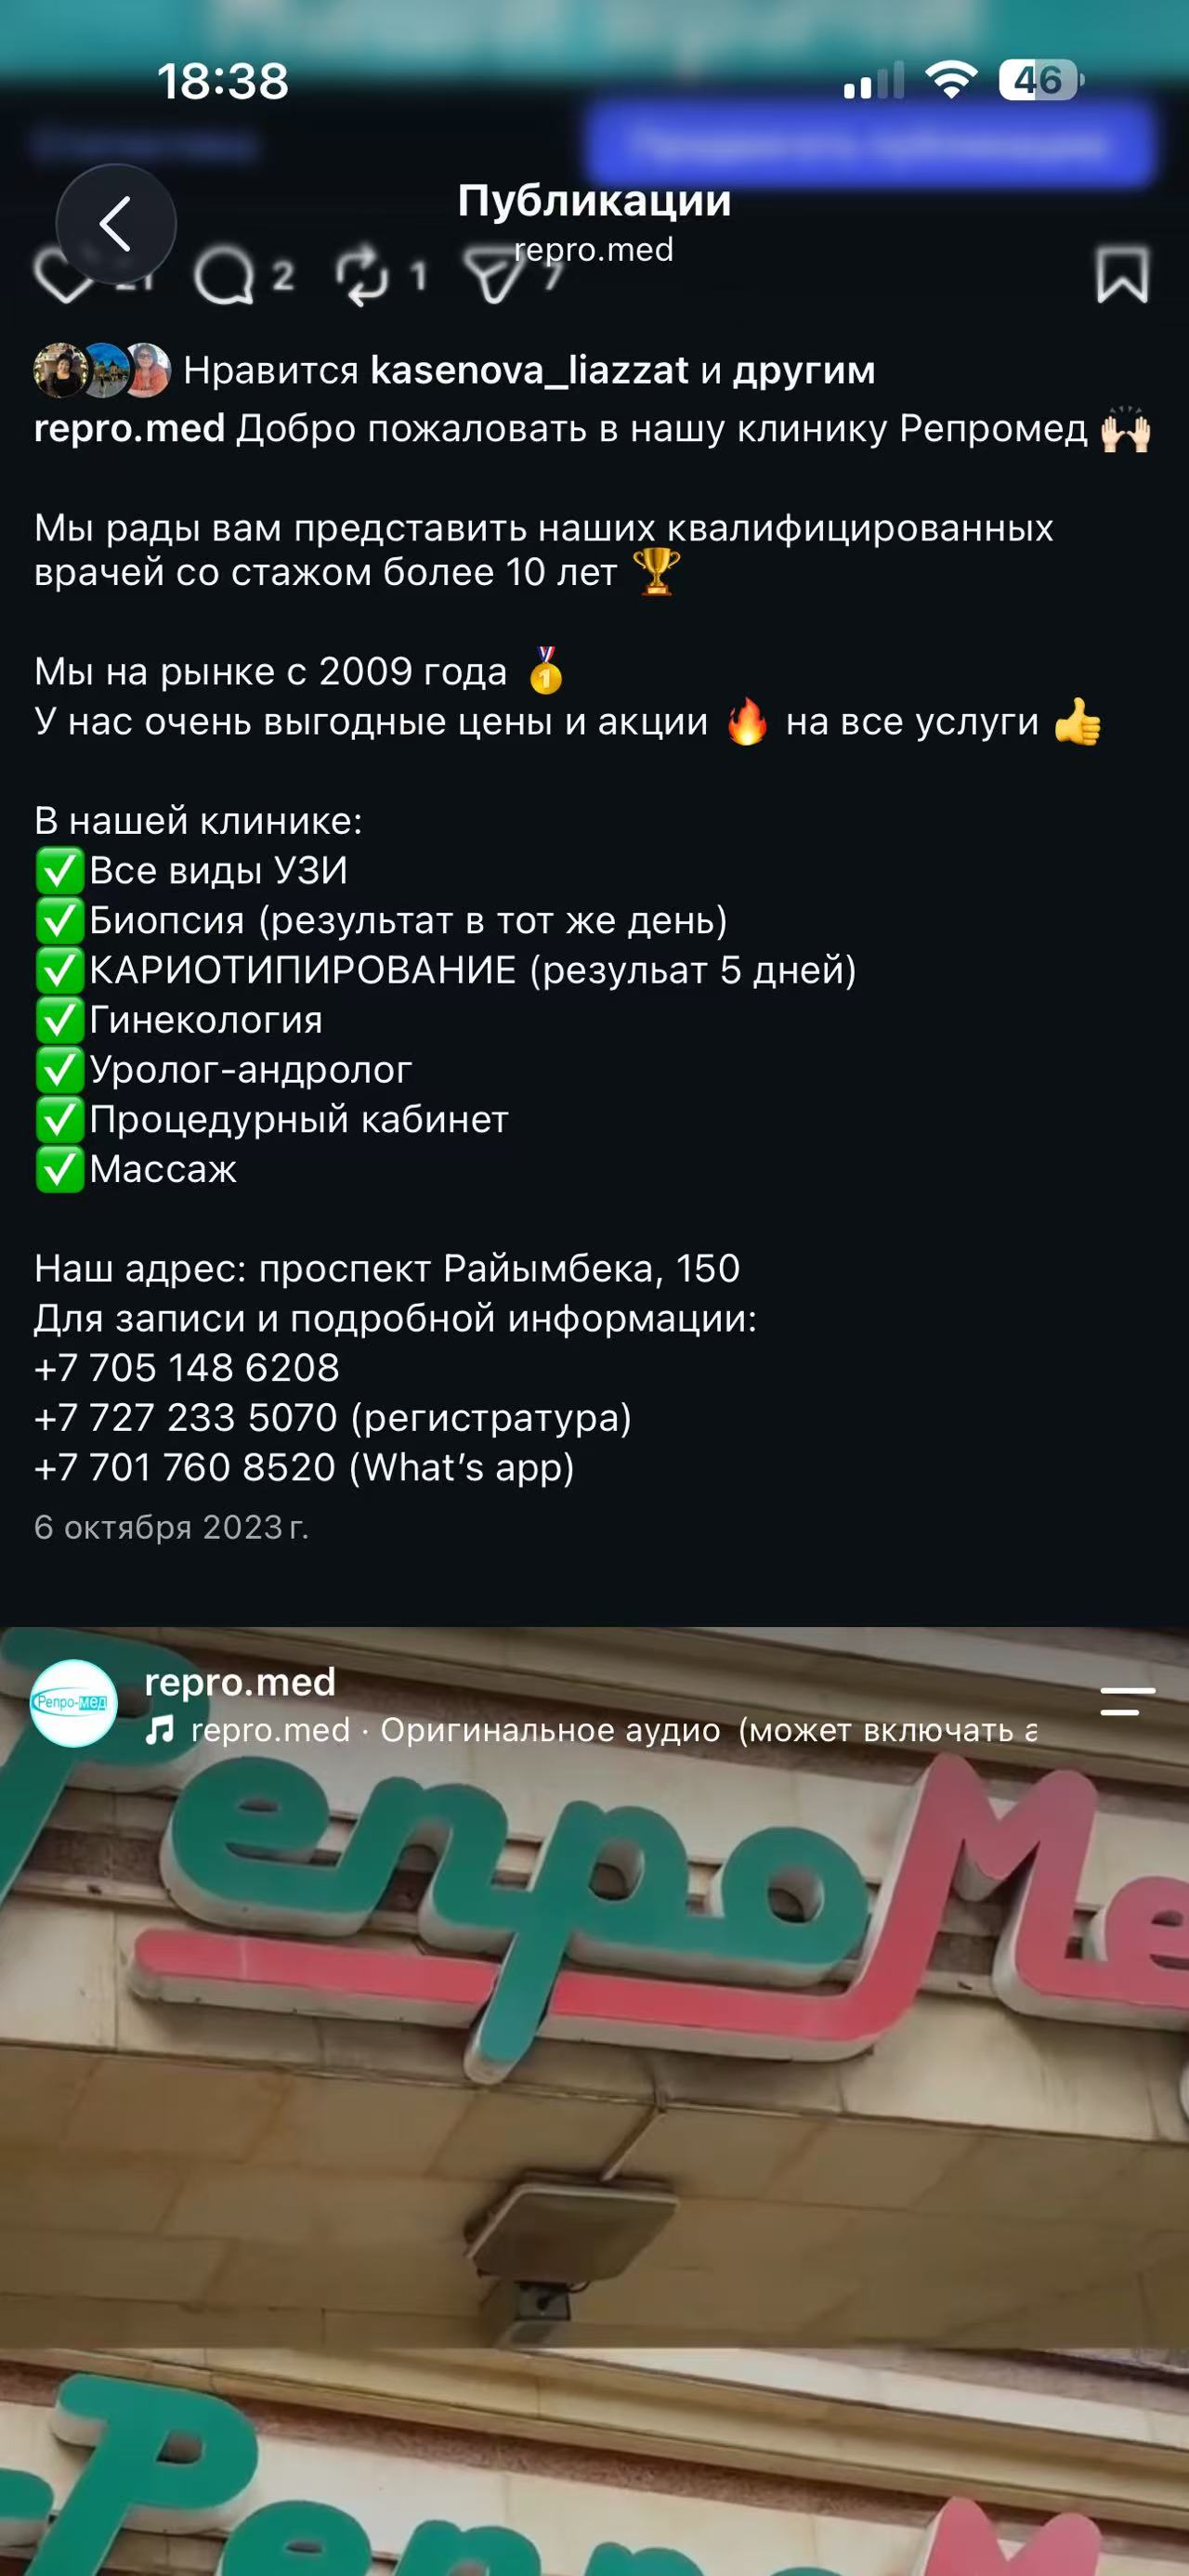 18:38
46
Публикации
repro.med
21 2 1 7
Нравится kasenova_liazzat и другим
repro.med Добро пожаловать в нашу клинику Репромед 🙌🏻
Мы рады вам представить наших квалифицированных
врачей со стажом более 10 лет 🏆
Мы на рынке с 2009 года 🥇
У нас очень выгодные цены и акции 🔥 на все услуги 👍
В нашей клинике:
✅Все виды УЗИ
✅Биопсия (результат в тот же день)
✅КАРИОТИПИРОВАНИЕ (резульат 5 дней)
✅Гинекология
✅Уролог-андролог
✅Процедурный кабинет
✅Массаж
Наш адрес: проспект Райымбека, 150
Для записи и подробной информации:
+7 705 148 6208
+7 727 233 5070 (регистратура)
+7 701 760 8520 (What’s app)
6 октября 2023 г.
Репро-мед
repro.med
repro.med · Оригинальное аудио (может включать а
РепроМе
Репро М